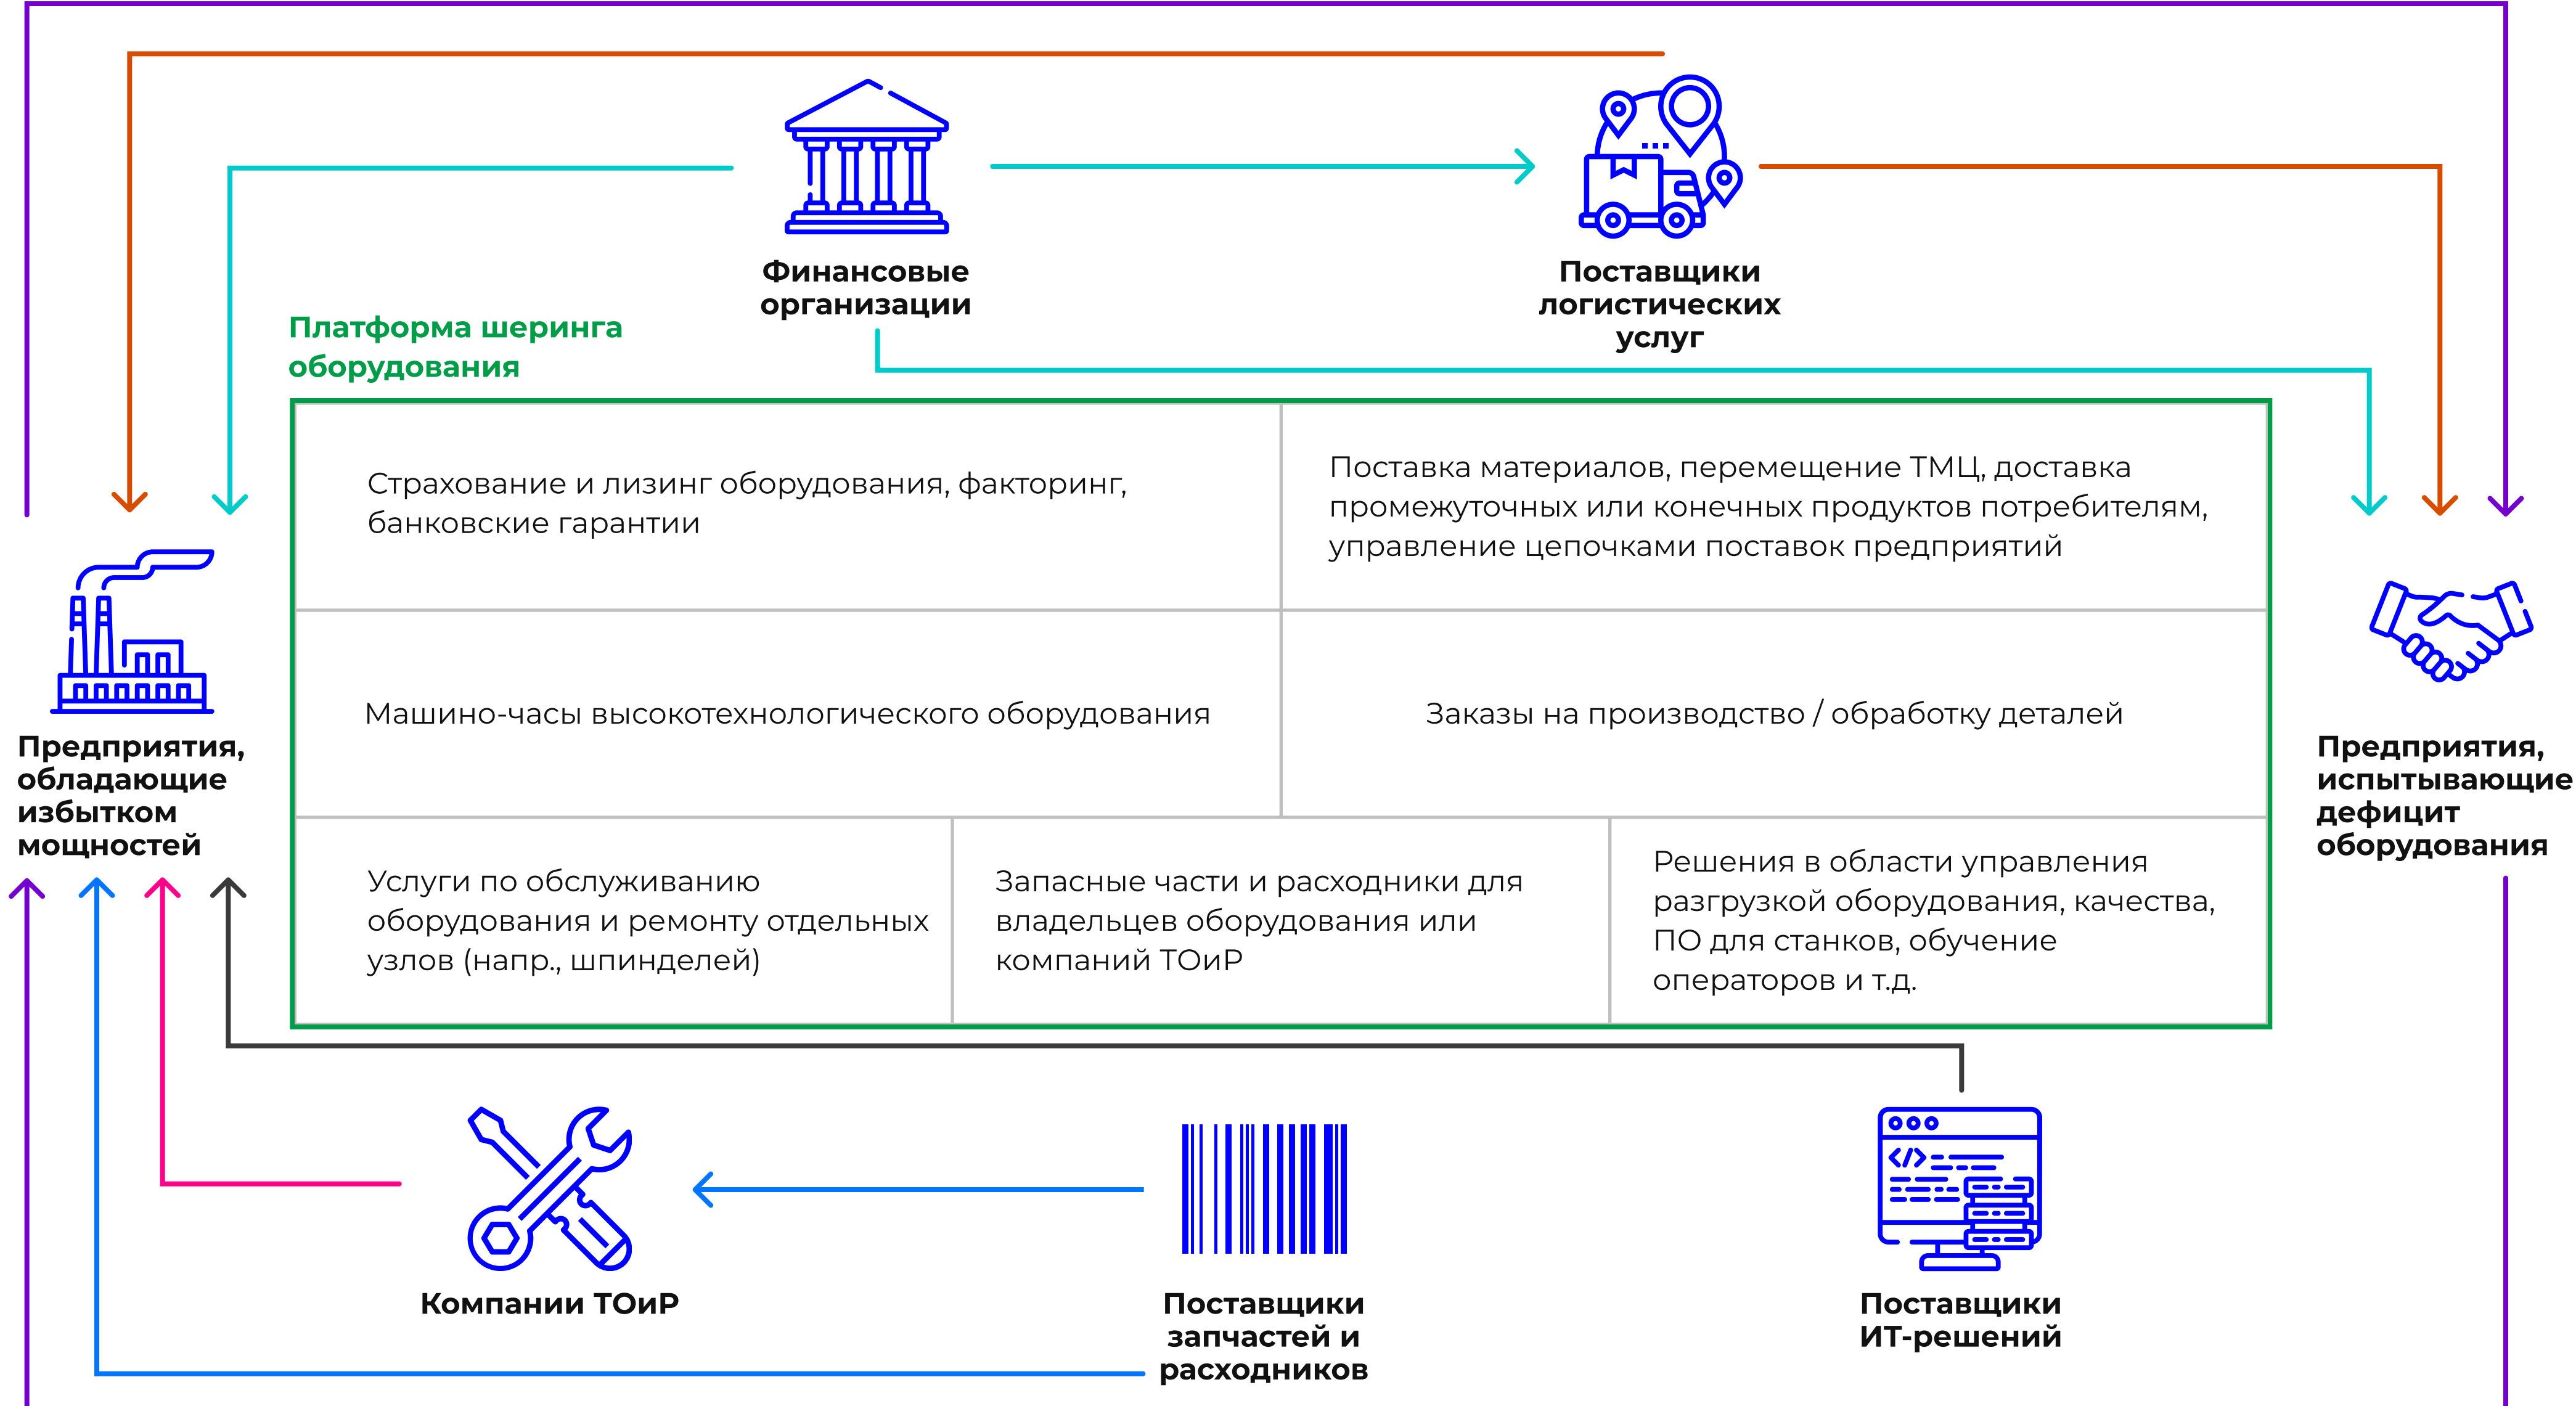 Финансовые
организации
Поставщики
логистических
услуг
Платформа шеринга
оборудования
Страхование и лизинг оборудования, факторинг,
банковские гарантии
Поставка материалов, перемещение ТМЦ, доставка
промежуточных или конечных продуктов потребителям,
управление цепочками поставок предприятий
Предприятия,
обладающие
избытком
мощностей
Машино-часы высокотехнологического оборудования
Заказы на производство / обработку деталей
Предприятия,
испытывающие
дефицит
оборудования
Услуги по обслуживанию
оборудования и ремонту отдельных
узлов (напр., шпинделей)
Запасные части и расходники для
владельцев оборудования или
компаний ТОиР
Решения в области управления
разгрузкой оборудования, качества,
ПО для станков, обучение
операторов и т.д.
</>
Компании ТОиР
Поставщики
запчастей и
расходников
Поставщики
ИТ-решений